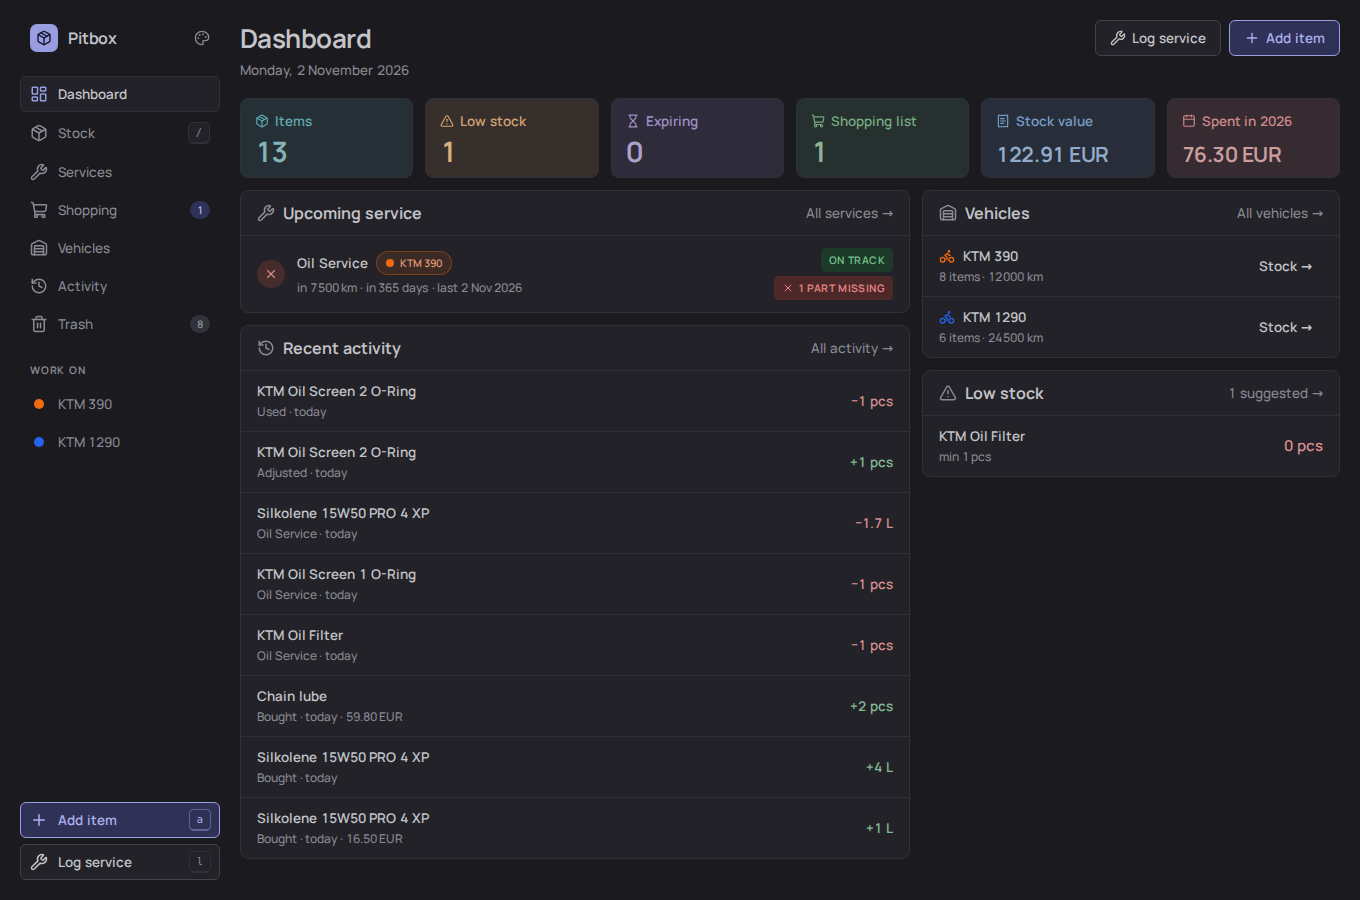 Pitbox
Dashboard
Stock /
Services
Shopping 1
Vehicles
Activity
Trash 8
WORK ON
KTM 390
KTM 1290
Add item a
Log service l
Dashboard
Monday, 2 November 2026
Log service
Add item
Items
13
Low stock
1
Expiring
0
Shopping list
1
Stock value
122.91 EUR
Spent in 2026
76.30 EUR
Upcoming service
All services →
Oil Service KTM 390
in 7 500 km · in 365 days · last 2 Nov 2026
ON TRACK
1 PART MISSING
Recent activity
All activity →
KTM Oil Screen 2 O-Ring
Used · today
−1 pcs
KTM Oil Screen 2 O-Ring
Adjusted · today
+1 pcs
Silkolene 15W50 PRO 4 XP
Oil Service · today
−1.7 L
KTM Oil Screen 1 O-Ring
Oil Service · today
−1 pcs
KTM Oil Filter
Oil Service · today
−1 pcs
Chain lube
Bought · today · 59.80 EUR
+2 pcs
Silkolene 15W50 PRO 4 XP
Bought · today
+4 L
Silkolene 15W50 PRO 4 XP
Bought · today · 16.50 EUR
+1 L
Vehicles
All vehicles →
KTM 390
8 items · 12 000 km
Stock →
KTM 1290
6 items · 24 500 km
Stock →
Low stock
1 suggested →
KTM Oil Filter
min 1 pcs
0 pcs